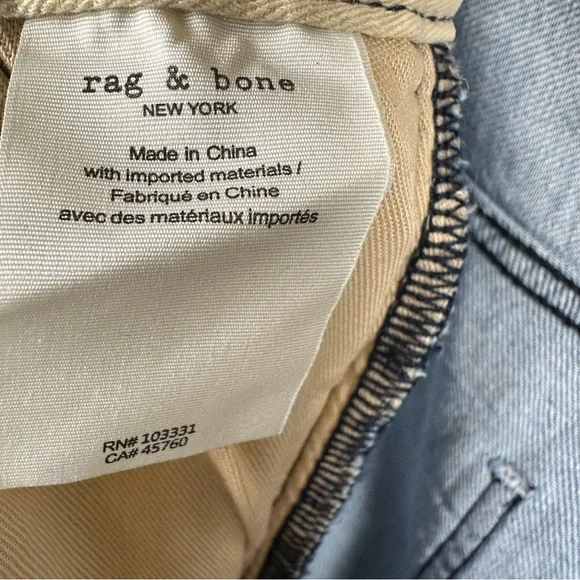 rag & bone
NEW YORK
Made in China
with imported materials /
Fabriqué en Chine
avec des matériaux importés
RN# 103331
CA# 45760